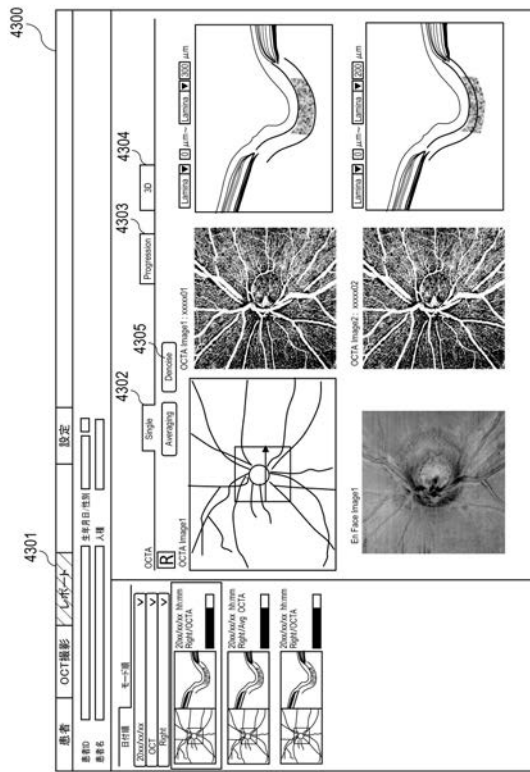 4300
4301
患者
OCT撮影
レポート
設定
患者ID
生年月日/性別
患者名
人種
日付順
モード順
20xx/xx/xx
OCT
Right
20xx/xx/xx hh:mm
Right/OCTA
20xx/xx/xx hh:mm
Right/Avg OCTA
20xx/xx/xx hh:mm
Right/OCTA
4302
4305
4303
4304
OCTA
Single
Progression
3D
R
Averaging
Denoise
OCTA Image1
OCTA Image1 : xxxxx01
Lamina ▼ 0 μm~ Lamina ▼ 300 μm
En Face Image1
OCTA Image2 : xxxxx02
Lamina ▼ 0 μm~ Lamina ▼ 200 μm